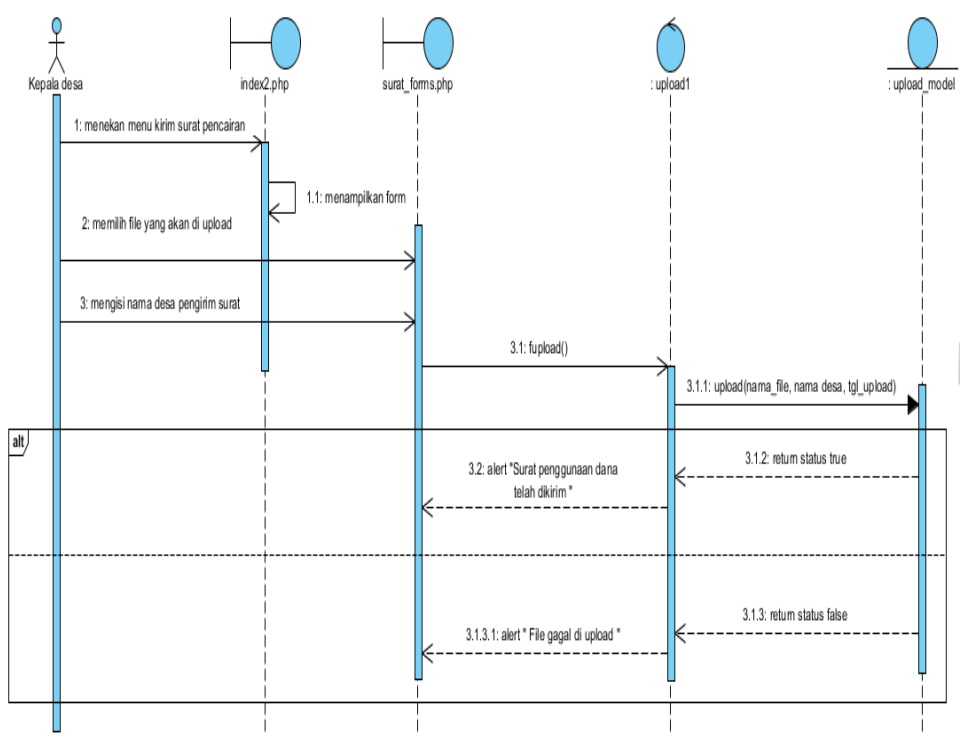 Kepala desa
index2.php
surat_forms.php
: upload1
: upload_model
1: menekan menu kirim surat pencairan
1.1: menampilkan form
2: memilih file yang akan di upload
3: mengisi nama desa pengirim surat
3.1: fupload()
3.1.1: upload(nama_file, nama desa, tgl_upload)
alt
3.1.2: return status true
3.2: alert "Surat penggunaan dana
telah dikirim "
3.1.3: return status false
3.1.3.1: alert " File gagal di upload "